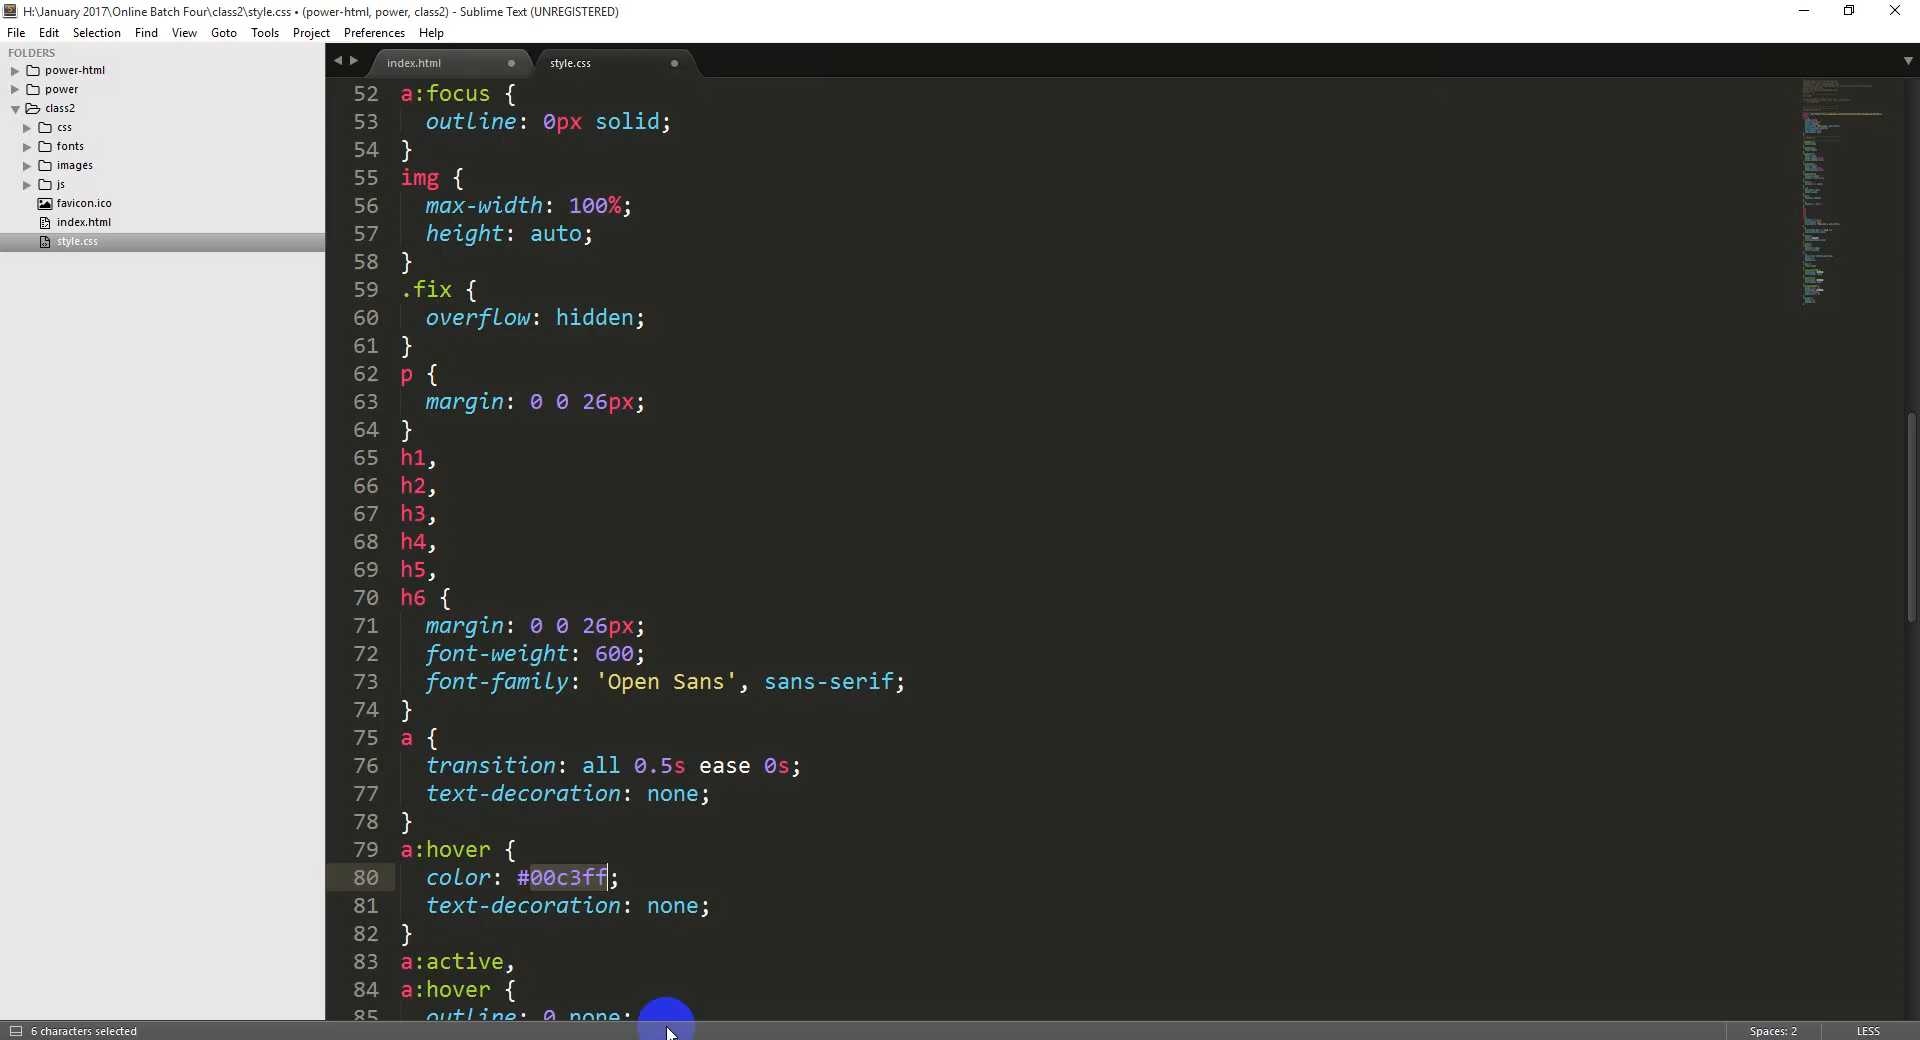 H:\January 2017\Online Batch Four\class2\style.css • (power-html, power, class2) - Sublime Text (UNREGISTERED)
File Edit Selection Find View Goto Tools Project Preferences Help
FOLDERS
power-html
power
class2
css
fonts
images
js
favicon.ico
index.html
style.css
index.html style.css
52 a:focus {
53 outline: 0px solid;
54 }
55 img {
56 max-width: 100%;
57 height: auto;
58 }
59 .fix {
60 overflow: hidden;
61 }
62 p {
63 margin: 0 0 26px;
64 }
65 h1,
66 h2,
67 h3,
68 h4,
69 h5,
70 h6 {
71 margin: 0 0 26px;
72 font-weight: 600;
73 font-family: 'Open Sans', sans-serif;
74 }
75 a {
76 transition: all 0.5s ease 0s;
77 text-decoration: none;
78 }
79 a:hover {
80 color: #00c3ff;
81 text-decoration: none;
82 }
83 a:active,
84 a:hover {
85 outline: 0 none;
6 characters selected Spaces: 2 LESS